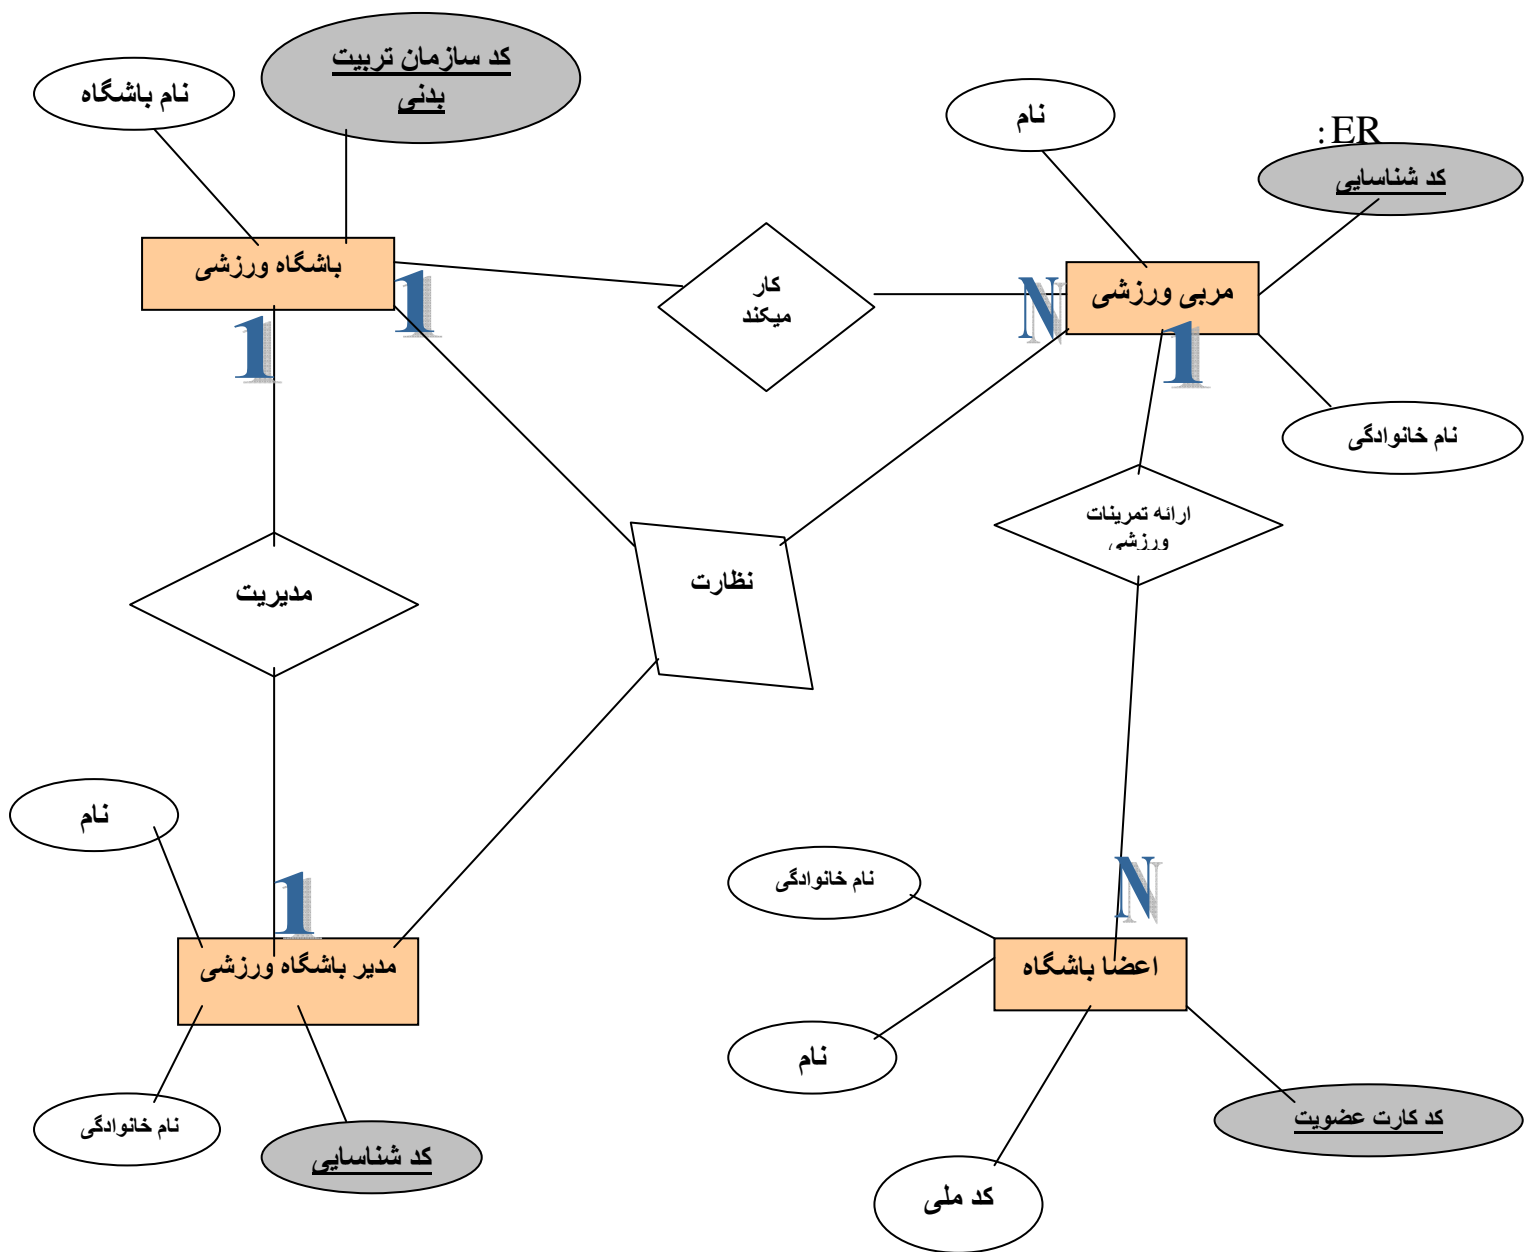 کد سازمان تربیت
بدنی
نام باشگاه
نام
ER:
کد شناسایی
باشگاه ورزشی
کار
میکند
مربی ورزشی
1
1
N
1
نام خانوادگی
ارائه تمرینات
ورزشی
نظارت
مدیریت
نام
1
N
نام خانوادگی
مدیر باشگاه ورزشی
اعضا باشگاه
نام
کد کارت عضویت
نام خانوادگی
کد شناسایی
کد ملی